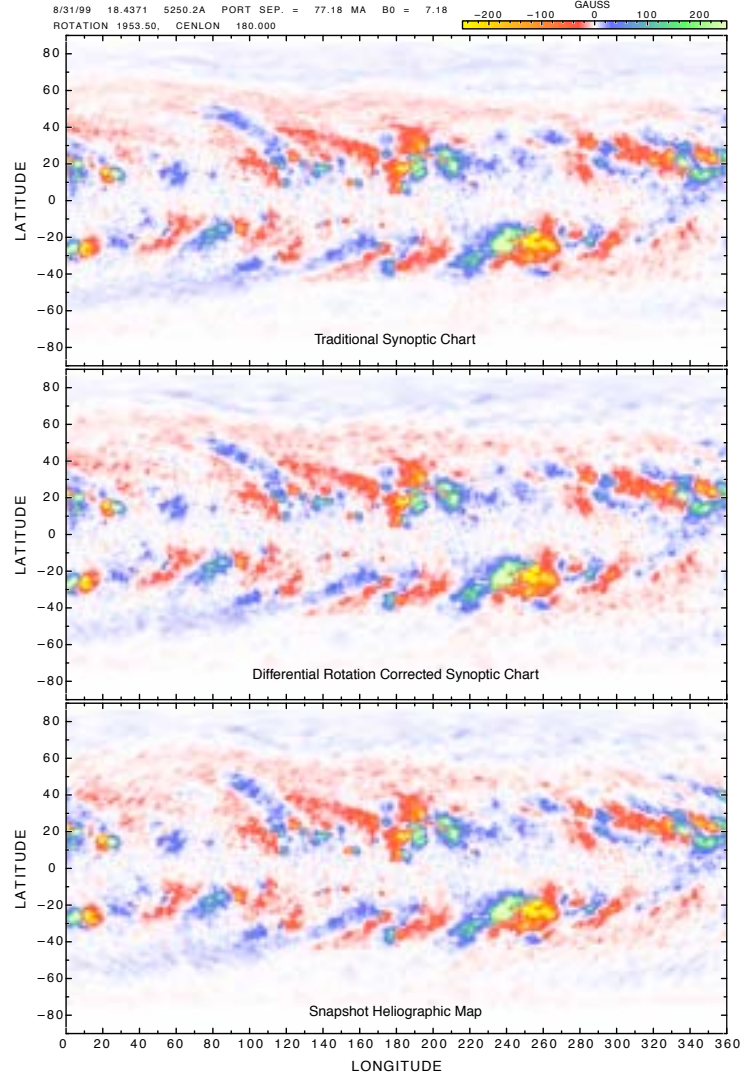 8/31/99 18.4371 5250.2A PORT SEP. = 77.18 MA B0 = 7.18
GAUSS
ROTATION 1953.50, CENLON 180.000
−200 −100 0 100 200
80
60
40
20
0
−20
−40
−60
−80
LATITUDE
Traditional Synoptic Chart
80
60
40
20
0
−20
−40
−60
−80
LATITUDE
Differential Rotation Corrected Synoptic Chart
80
60
40
20
0
−20
−40
−60
−80
LATITUDE
Snapshot Heliographic Map
0 20 40 60 80 100 120 140 160 180 200 220 240 260 280 300 320 340 360
LONGITUDE